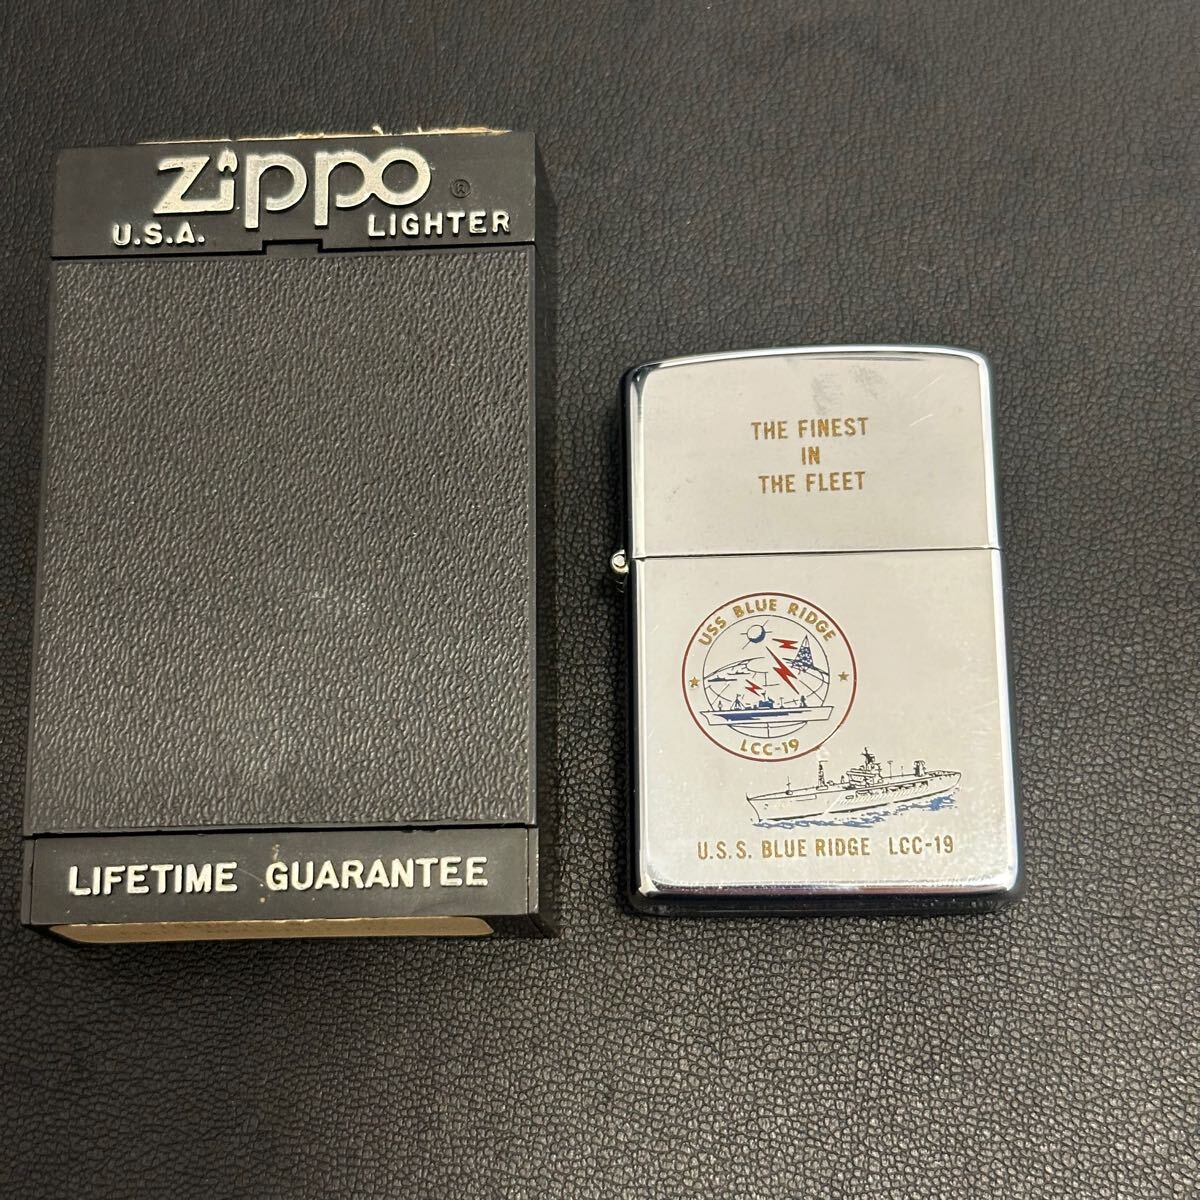 Zippo ®
U.S.A. LIGHTER
LIFETIME GUARANTEE
THE FINEST
IN
THE FLEET
USS BLUE RIDGE
LCC-19
U.S.S. BLUE RIDGE LCC-19